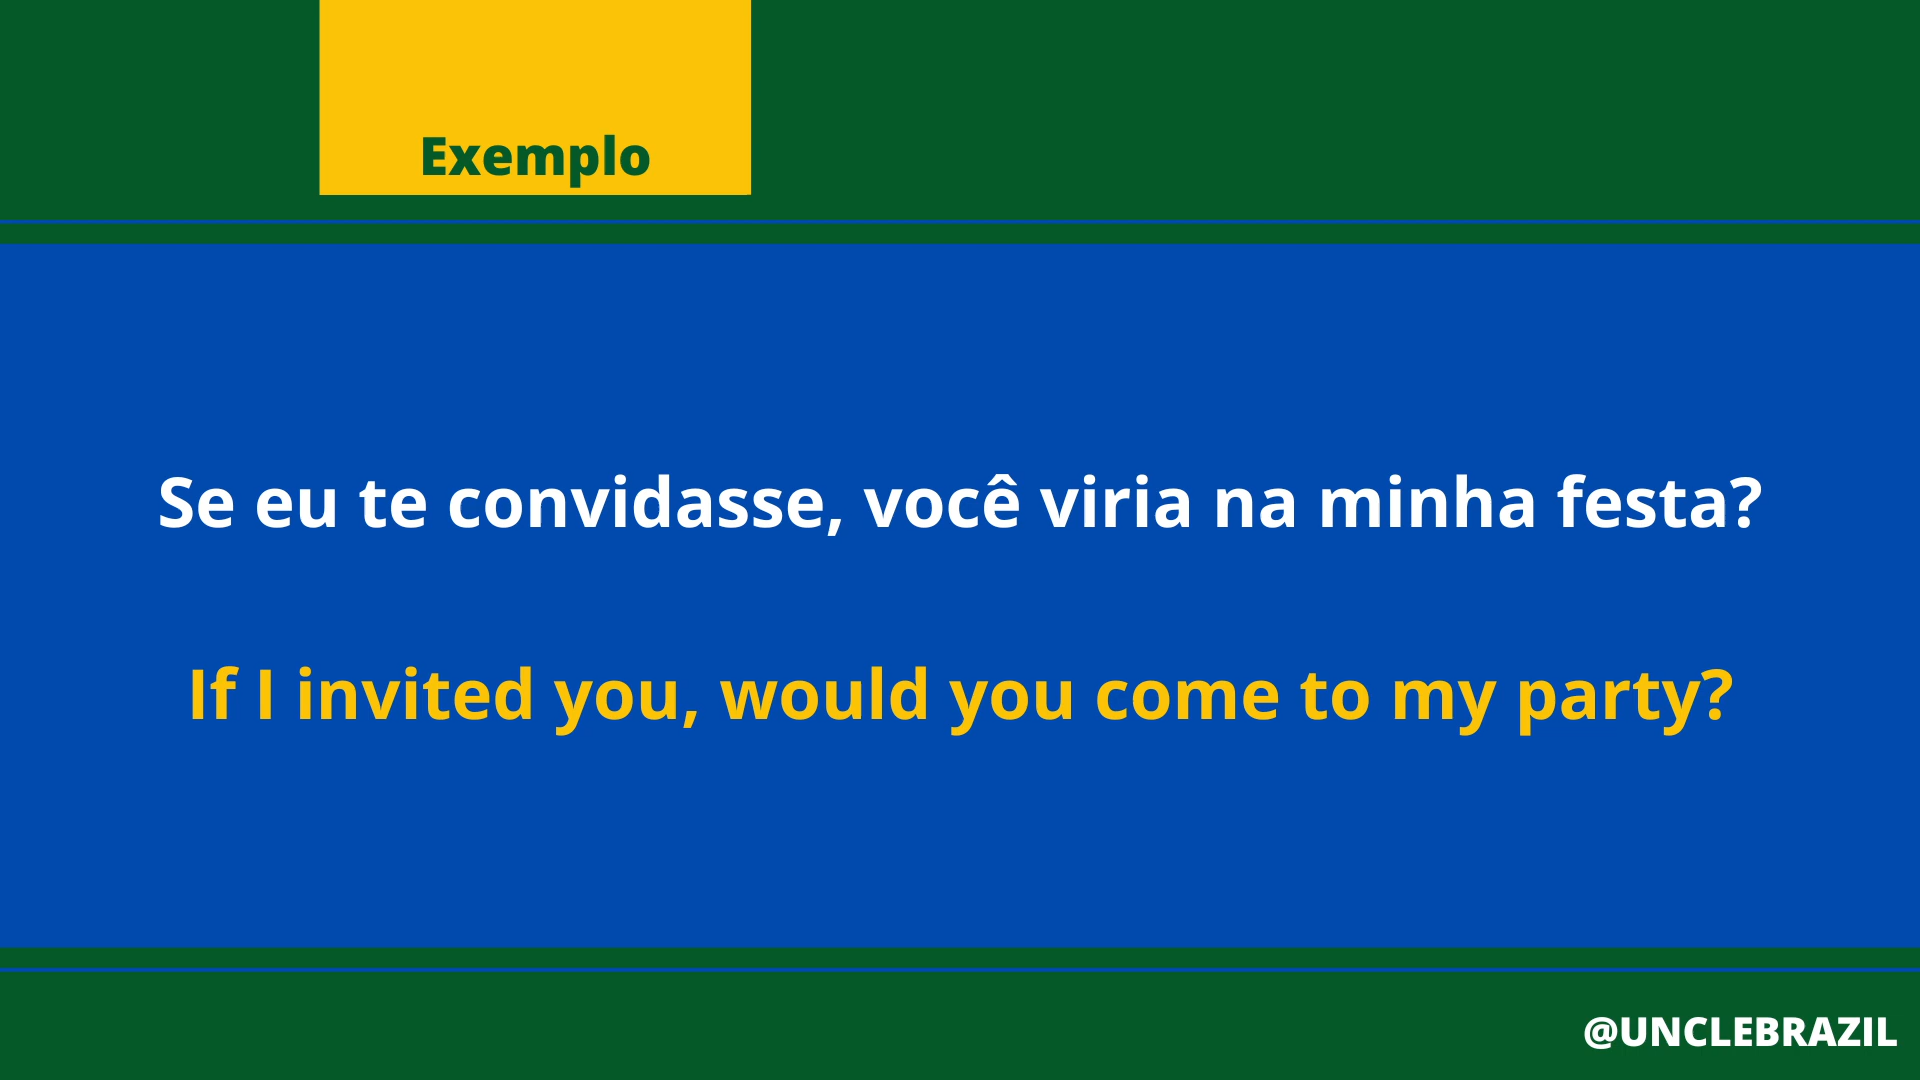 Exemplo
Se eu te convidasse, você viria na minha festa?
If I invited you, would you come to my party?
@UNCLEBRAZIL